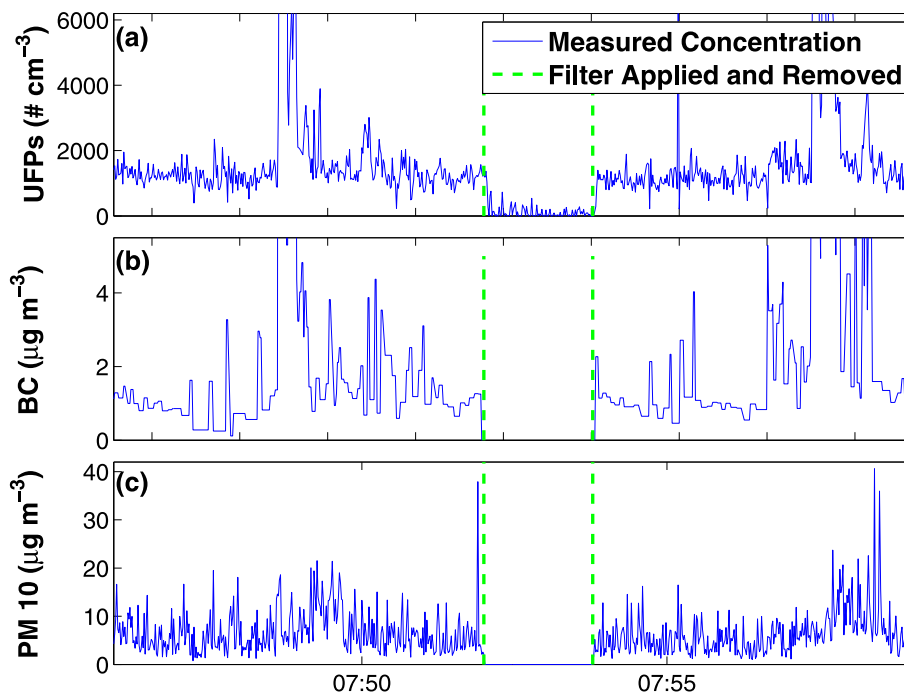 (a)
Measured Concentration
Filter Applied and Removed
6000
4000
2000
0
UFPs (# cm⁻³)
(b)
4
2
0
BC (μg m⁻³)
(c)
40
30
20
10
0
PM 10 (μg m⁻³)
07:50 07:55